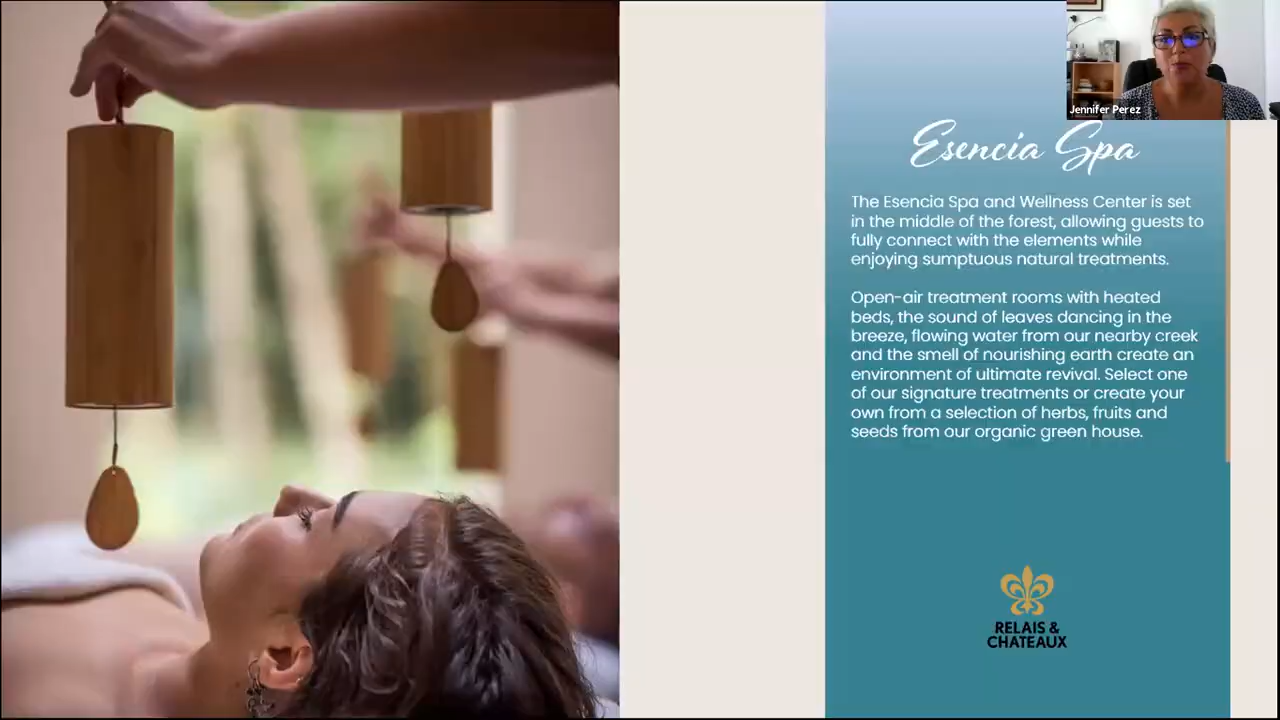 Jennifer Perez
Esencia Spa
The Esencia Spa and Wellness Center is set
in the middle of the forest, allowing guests to
fully connect with the elements while
enjoying sumptuous natural treatments.
Open-air treatment rooms with heated
beds, the sound of leaves dancing in the
breeze, flowing water from our nearby creek
and the smell of nourishing earth create an
environment of ultimate revival. Select one
of our signature treatments or create your
own from a selection of herbs, fruits and
seeds from our organic green house.
RELAIS &
CHATEAUX